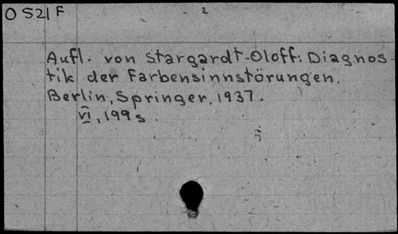 O 521 F
2
Aufl. von Stargardt-Oloff: Diagnos-
tik der Farbensinnstörungen.
Berlin, Springer, 1937.
VI, 199 s.